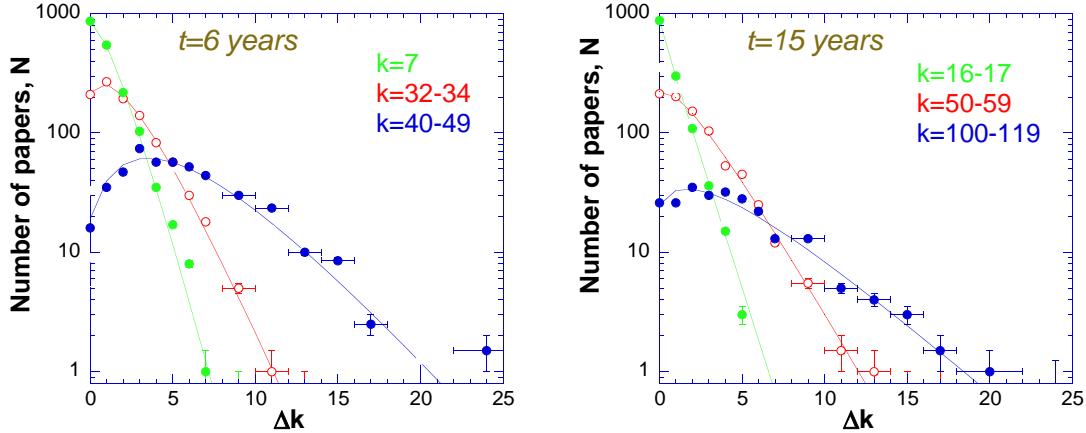 1000
100
10
1
0
5
10
15
20
25
Number of papers, N
Δk
t=6 years
k=7
k=32-34
k=40-49
1000
100
10
1
0
5
10
15
20
25
Number of papers, N
Δk
t=15 years
k=16-17
k=50-59
k=100-119